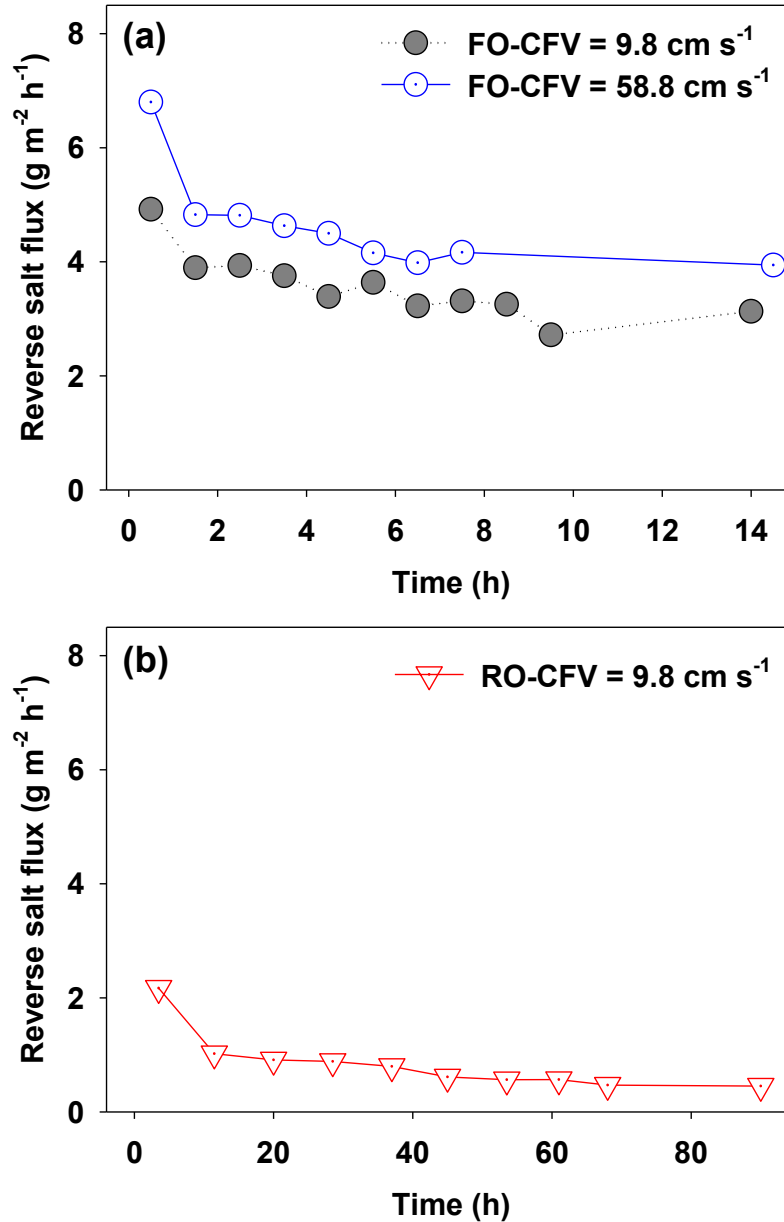 (a)
FO-CFV = 9.8 cm s⁻¹
FO-CFV = 58.8 cm s⁻¹
Reverse salt flux (g m⁻² h⁻¹)
8
6
4
2
0
0 2 4 6 8 10 12 14
Time (h)
(b)
RO-CFV = 9.8 cm s⁻¹
Reverse salt flux (g m⁻² h⁻¹)
8
6
4
2
0
0 20 40 60 80
Time (h)